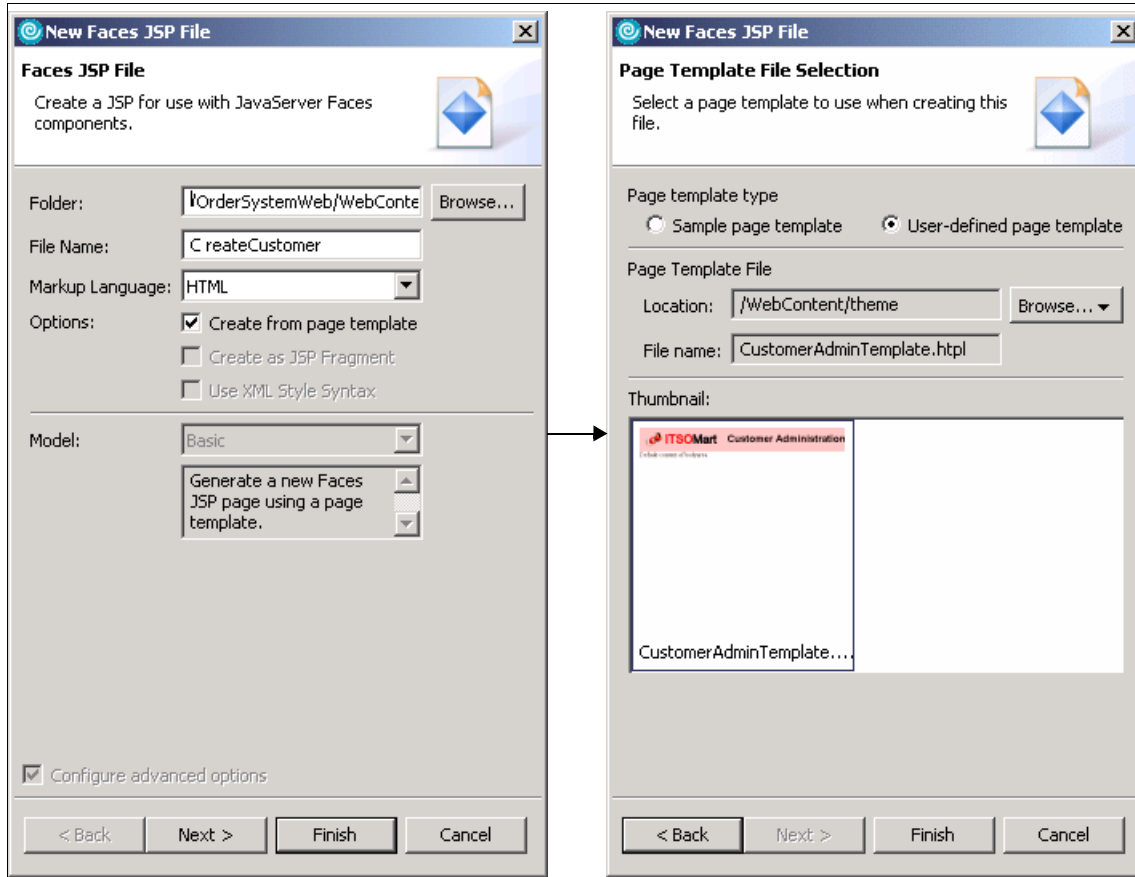 New Faces JSP File
Faces JSP File
Create a JSP for use with JavaServer Faces
components.
Folder:
/OrderSystemWeb/WebConte
Browse...
File Name:
C reateCustomer
Markup Language:
HTML
Options:
Create from page template
Create as JSP Fragment
Use XML Style Syntax
Model:
Basic
Generate a new Faces
JSP page using a page
template.
Configure advanced options
< Back
Next >
Finish
Cancel
New Faces JSP File
Page Template File Selection
Select a page template to use when creating this
file.
Page template type
Sample page template
User-defined page template
Page Template File
Location:
/WebContent/theme
Browse...
File name:
CustomerAdminTemplate.htpl
Thumbnail:
ITSOMart Customer Administration
CustomerAdminTemplate....
< Back
Next >
Finish
Cancel